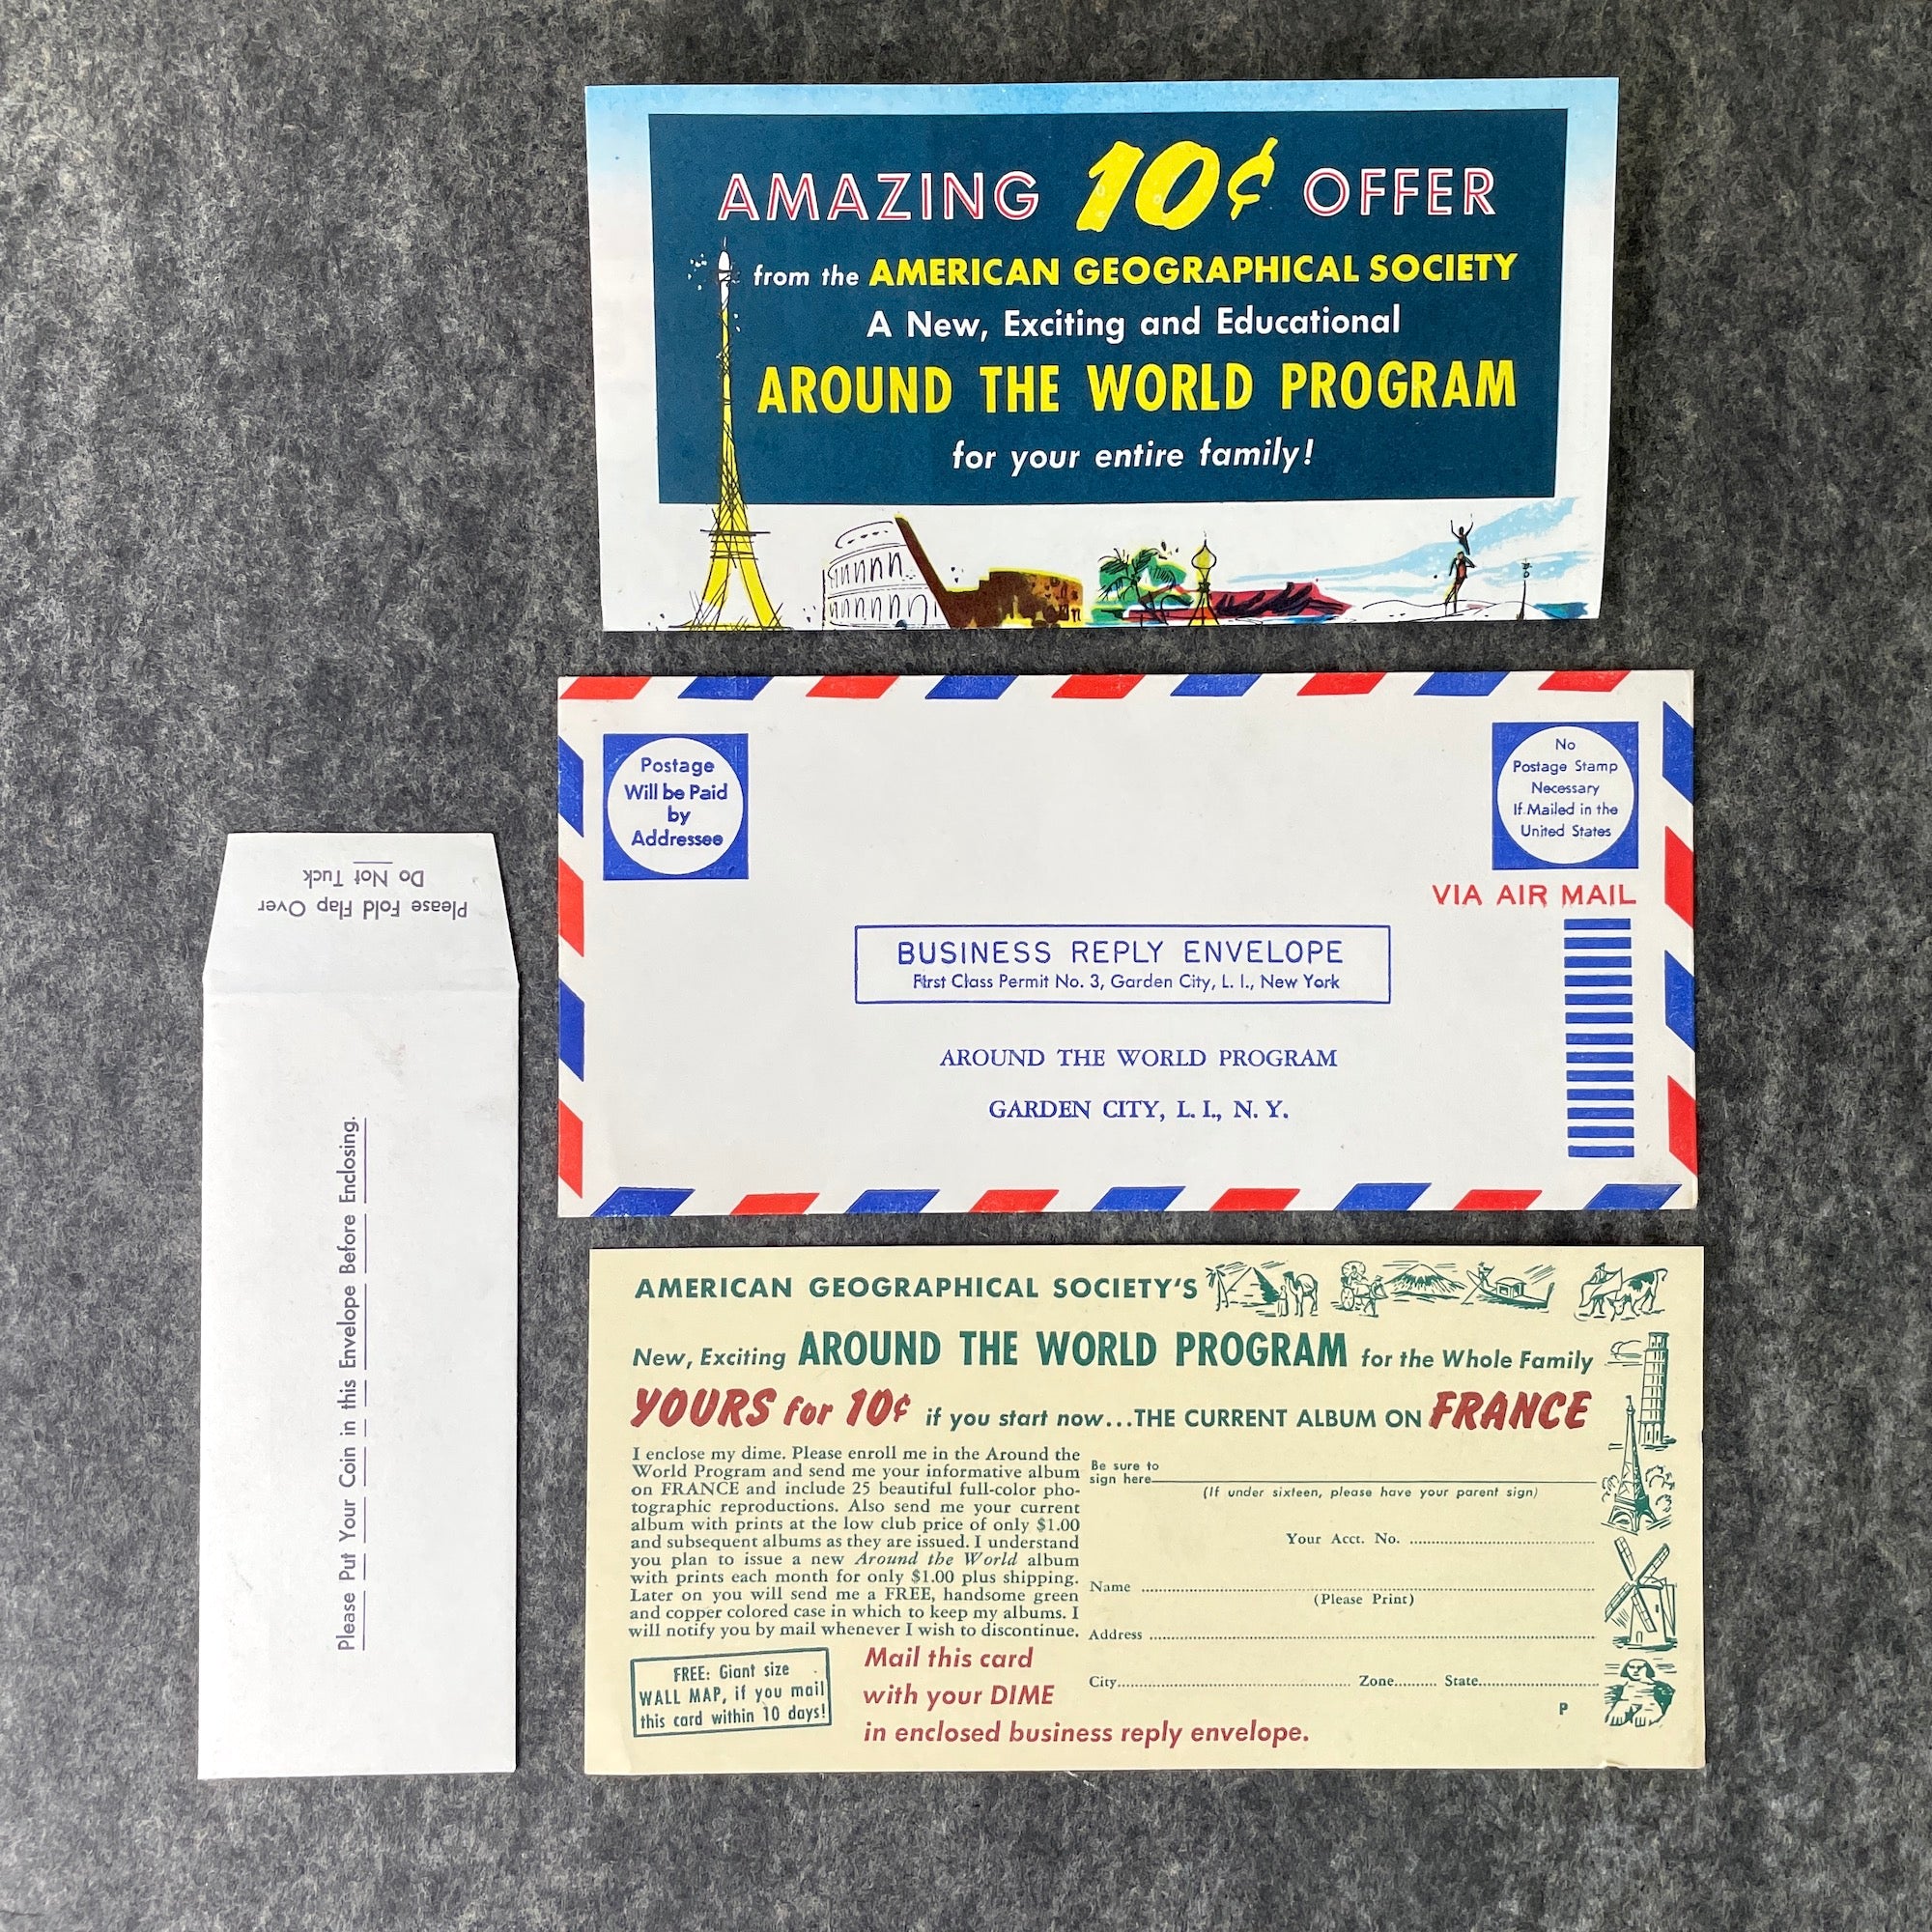 AMAZING 10¢ OFFER
from the AMERICAN GEOGRAPHICAL SOCIETY
A New, Exciting and Educational
AROUND THE WORLD PROGRAM
for your entire family!
Postage
Will be Paid
by
Addressee
No
Postage Stamp
Necessary
If Mailed in the
United States
VIA AIR MAIL
BUSINESS REPLY ENVELOPE
First Class Permit No. 3, Garden City, L. I., New York
AROUND THE WORLD PROGRAM
GARDEN CITY, L. I., N. Y.
Please Fold Flap Over
Do Not Tuck
Please Put Your Coin in this Envelope Before Enclosing.
AMERICAN GEOGRAPHICAL SOCIETY'S
New, Exciting AROUND THE WORLD PROGRAM for the Whole Family
YOURS for 10¢ if you start now...THE CURRENT ALBUM ON FRANCE
I enclose my dime. Please enroll me in the Around the
World Program and send me your informative album
on FRANCE and include 25 beautiful full-color pho-
tographic reproductions. Also send me your current
album with prints at the low club price of only $1.00
and subsequent albums as they are issued. I understand
you plan to issue a new Around the World album
with prints each month for only $1.00 plus shipping.
Later on you will send me a FREE, handsome green
and copper colored case in which to keep my albums. I
will notify you by mail whenever I wish to discontinue.
FREE: Giant size
WALL MAP, if you mail
this card within 10 days!
Mail this card
with your DIME
in enclosed business reply envelope.
Be sure to
sign here
(If under sixteen, please have your parent sign)
Your Acct. No.
Name
(Please Print)
Address
City Zone State
P